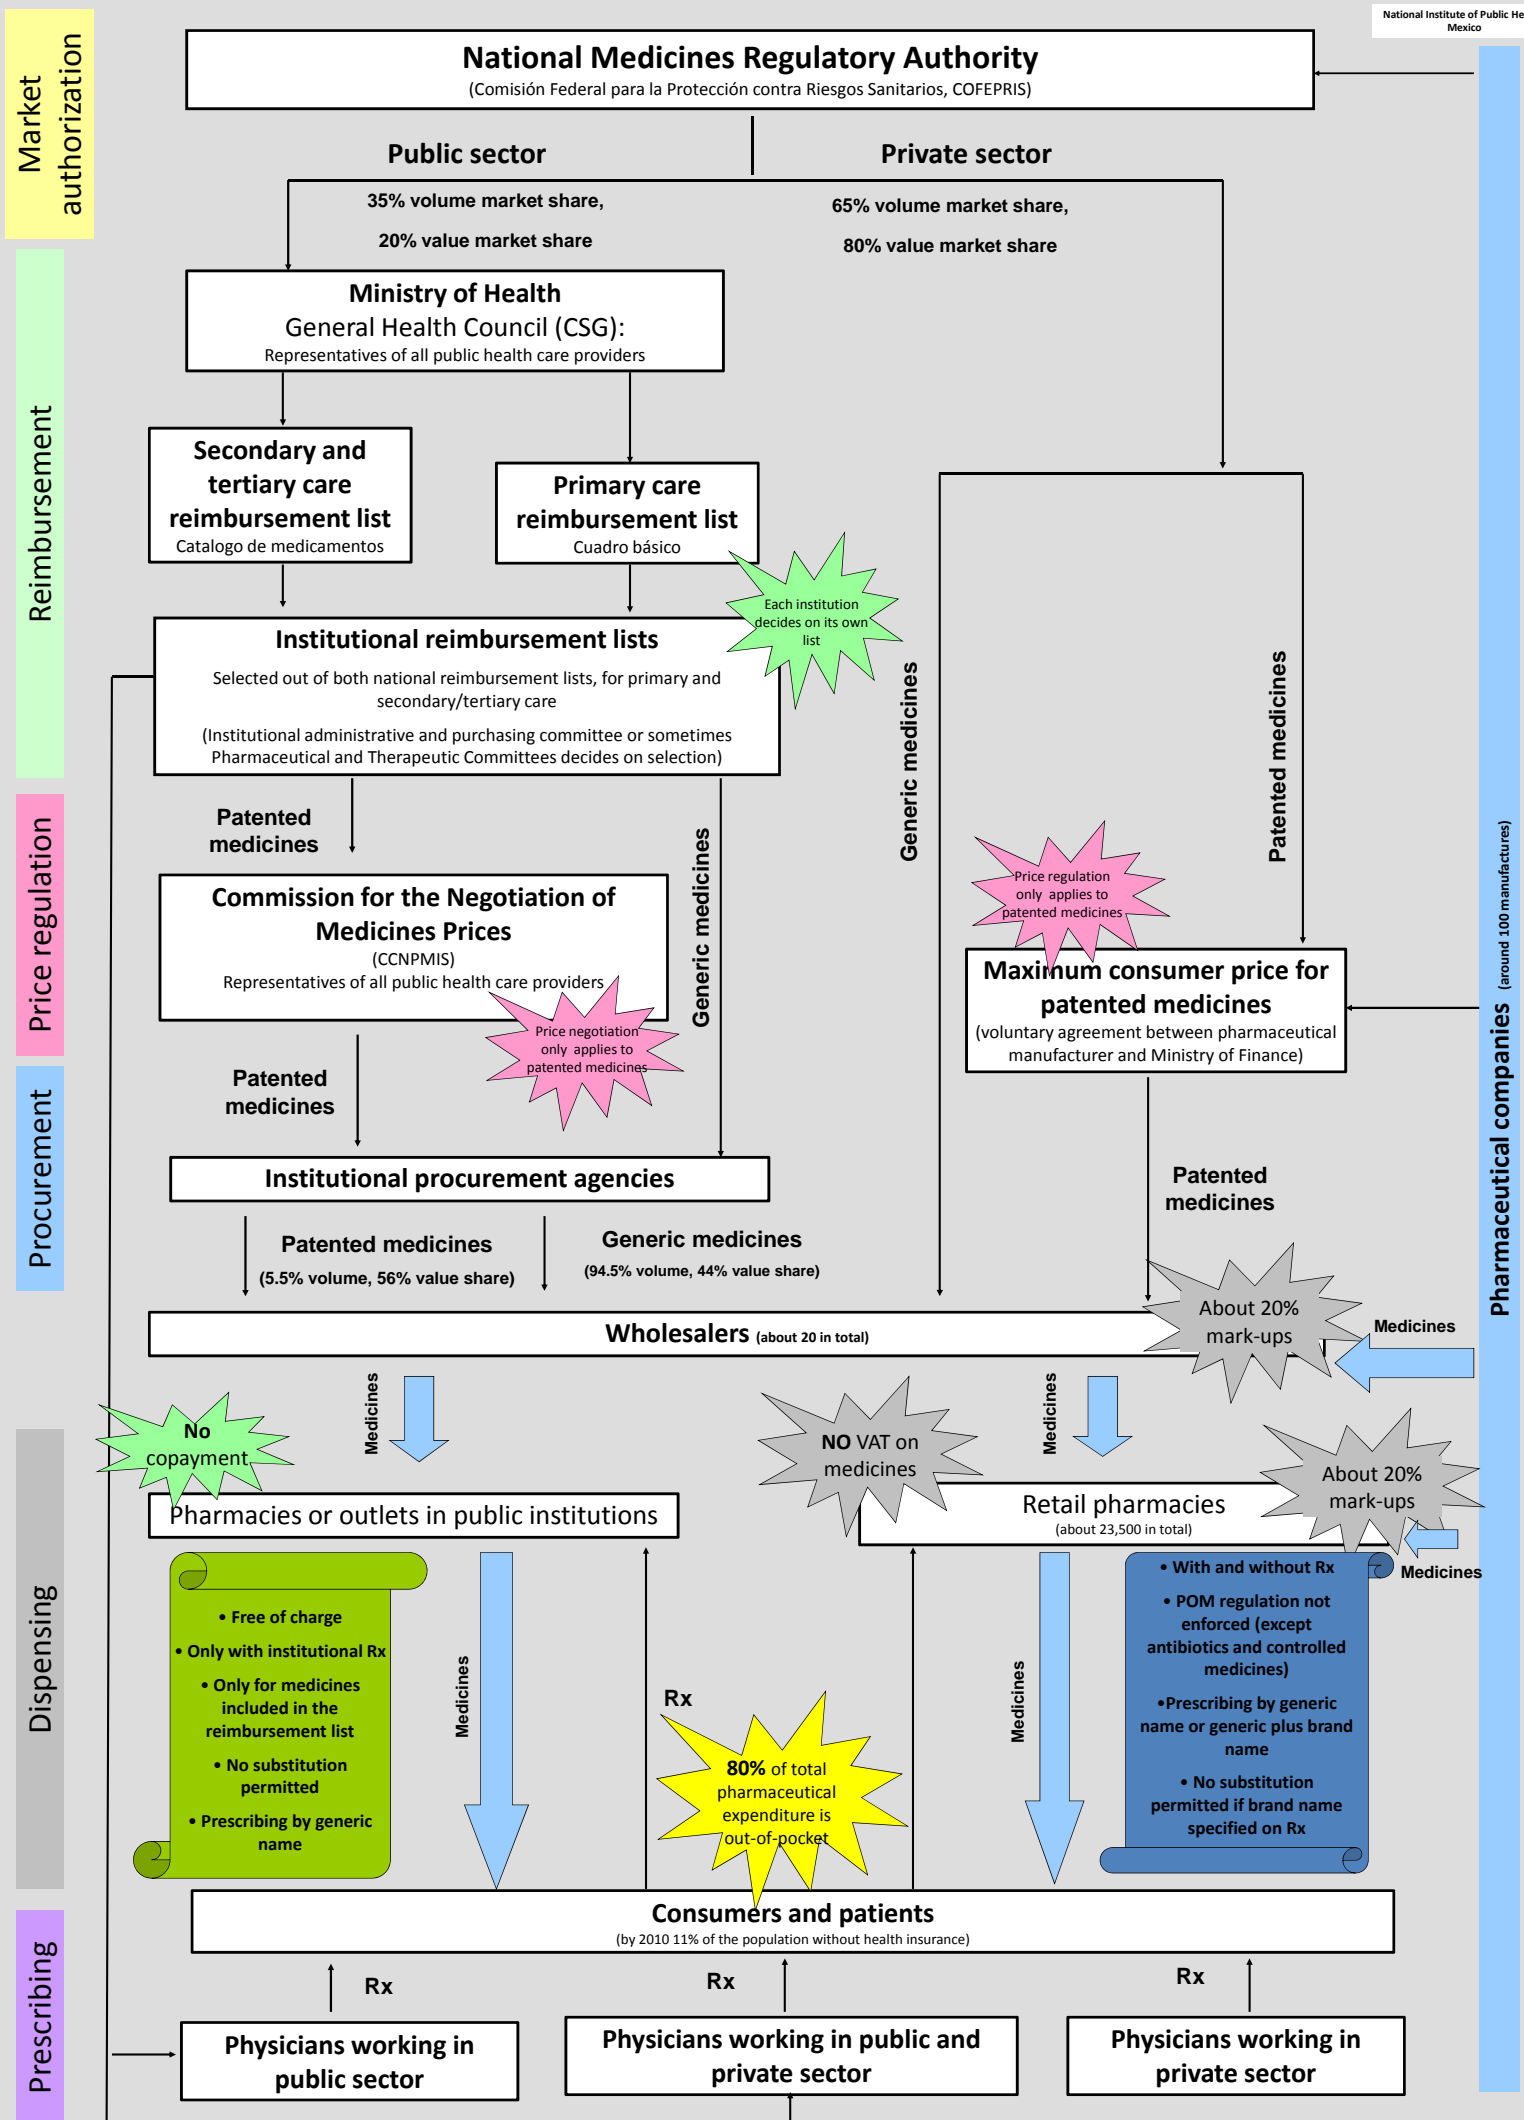 National Institute of Public He
Mexico
Market
authorization
National Medicines Regulatory Authority
(Comisión Federal para la Protección contra Riesgos Sanitarios, COFEPRIS)
Public sector
Private sector
35% volume market share,
20% value market share
65% volume market share,
80% value market share
Reimbursement
Ministry of Health
General Health Council (CSG):
Representatives of all public health care providers
Secondary and
tertiary care
reimbursement list
Catalogo de medicamentos
Primary care
reimbursement list
Cuadro básico
Each institution
decides on its own
list
Institutional reimbursement lists
Selected out of both national reimbursement lists, for primary and
secondary/tertiary care
(Institutional administrative and purchasing committee or sometimes
Pharmaceutical and Therapeutic Committees decides on selection)
Generic medicines
Patented medicines
Price regulation
Patented
medicines
Generic medicines
Commission for the Negotiation of
Medicines Prices
(CCNPMIS)
Representatives of all public health care providers
Price negotiation
only applies to
patented medicines
Price regulation
only applies to
patented medicines
Maximum consumer price for
patented medicines
(voluntary agreement between pharmaceutical
manufacturer and Ministry of Finance)
Pharmaceutical companies (around 100 manufactures)
Procurement
Patented
medicines
Institutional procurement agencies
Patented
medicines
Patented medicines
(5.5% volume, 56% value share)
Generic medicines
(94.5% volume, 44% value share)
Wholesalers (about 20 in total)
About 20%
mark-ups
Medicines
Medicines
Medicines
Dispensing
No
copayment
NO VAT on
medicines
About 20%
mark-ups
Pharmacies or outlets in public institutions
Retail pharmacies
(about 23,500 in total)
Medicines
• Free of charge
• Only with institutional Rx
• Only for medicines
included in the
reimbursement list
• No substitution
permitted
• Prescribing by generic
name
Medicines
Rx
80% of total
pharmaceutical
expenditure is
out-of-pocket
Medicines
• With and without Rx
• POM regulation not
enforced (except
antibiotics and controlled
medicines)
•Prescribing by generic
name or generic plus brand
name
• No substitution
permitted if brand name
specified on Rx
Consumers and patients
(by 2010 11% of the population without health insurance)
Prescribing
Rx
Rx
Rx
Physicians working in
public sector
Physicians working in public and
private sector
Physicians working in
private sector